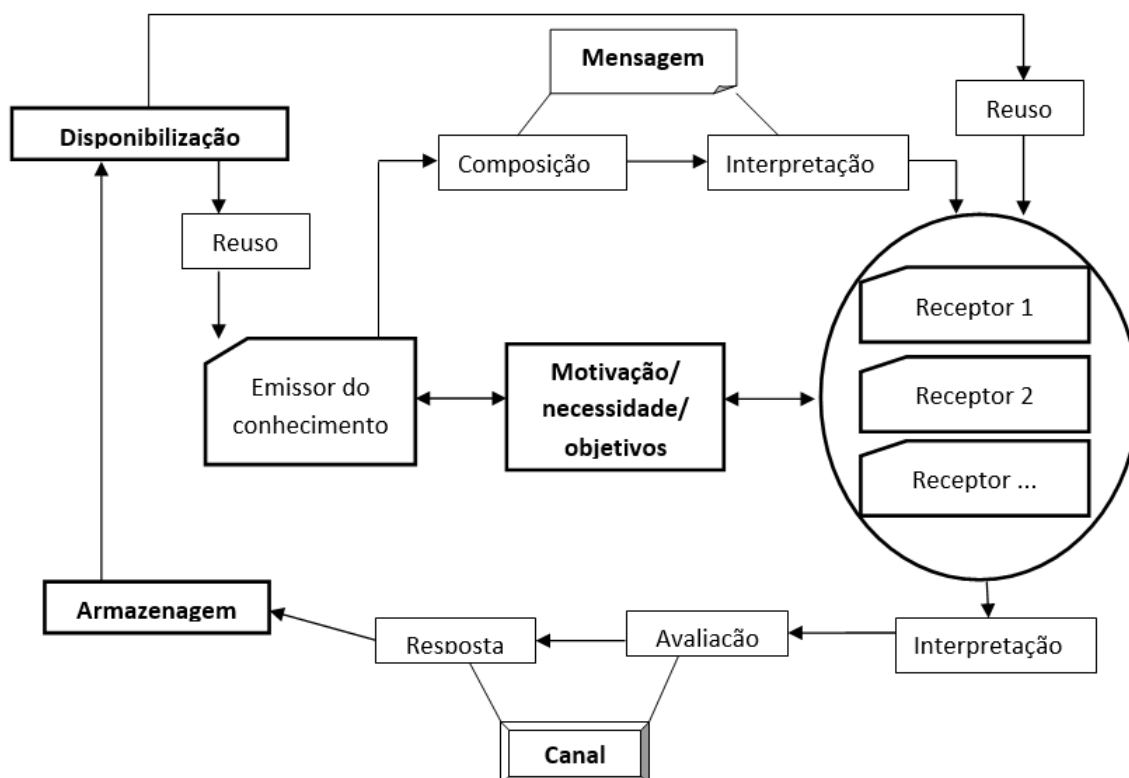 Mensagem
Disponibilização
Reuso
Composição
Interpretação
Reuso
Receptor 1
Emissor do
conhecimento
Motivação/
necessidade/
objetivos
Receptor 2
Receptor ...
Armazenagem
Resposta
Avaliação
Interpretação
Canal